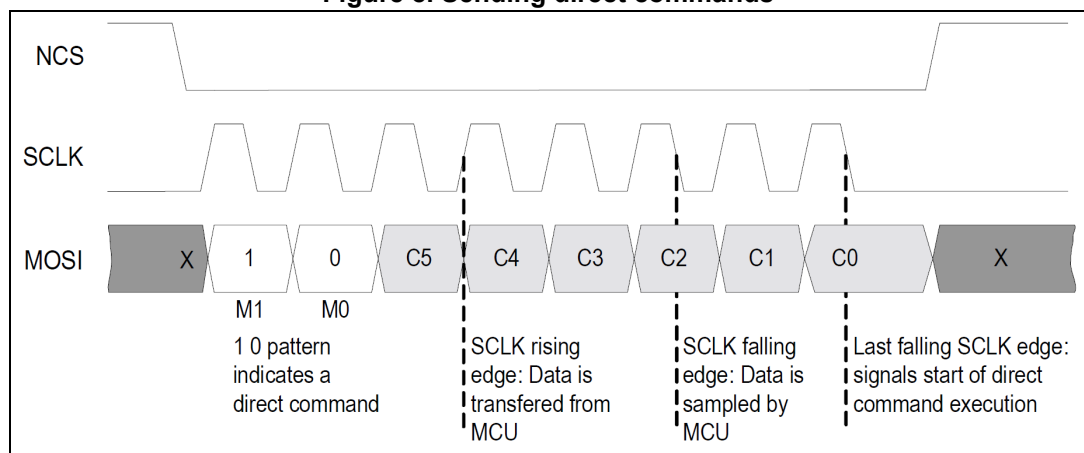 Figure 8. Sending direct commands
NCS
SCLK
MOSI
X
1
0
C5
C4
C3
C2
C1
C0
X
M1
M0
1 0 pattern
indicates a
direct command
SCLK rising
edge: Data is
transfered from
MCU
SCLK falling
edge: Data is
sampled by
MCU
Last falling SCLK edge:
signals start of direct
command execution